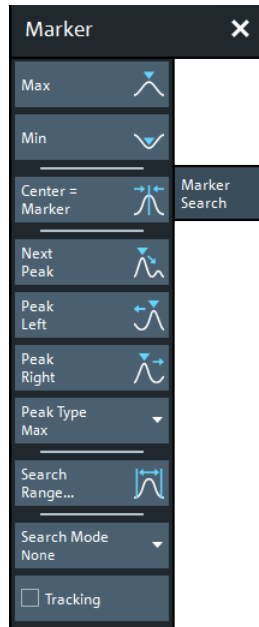 Marker
Max
Min
Center =
Marker
Marker
Search
Next
Peak
Peak
Left
Peak
Right
Peak Type
Max
Search
Range...
Search Mode
None
Tracking